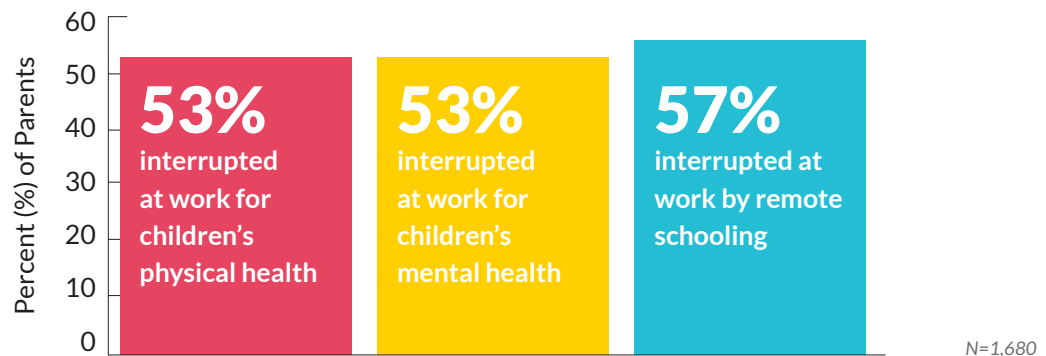 Percent (%) of Parents
60
50
40
30
20
10
0
53%
interrupted
at work for
children’s
physical health
53%
interrupted
at work for
children’s
mental health
57%
interrupted at
work by remote
schooling
N=1,680